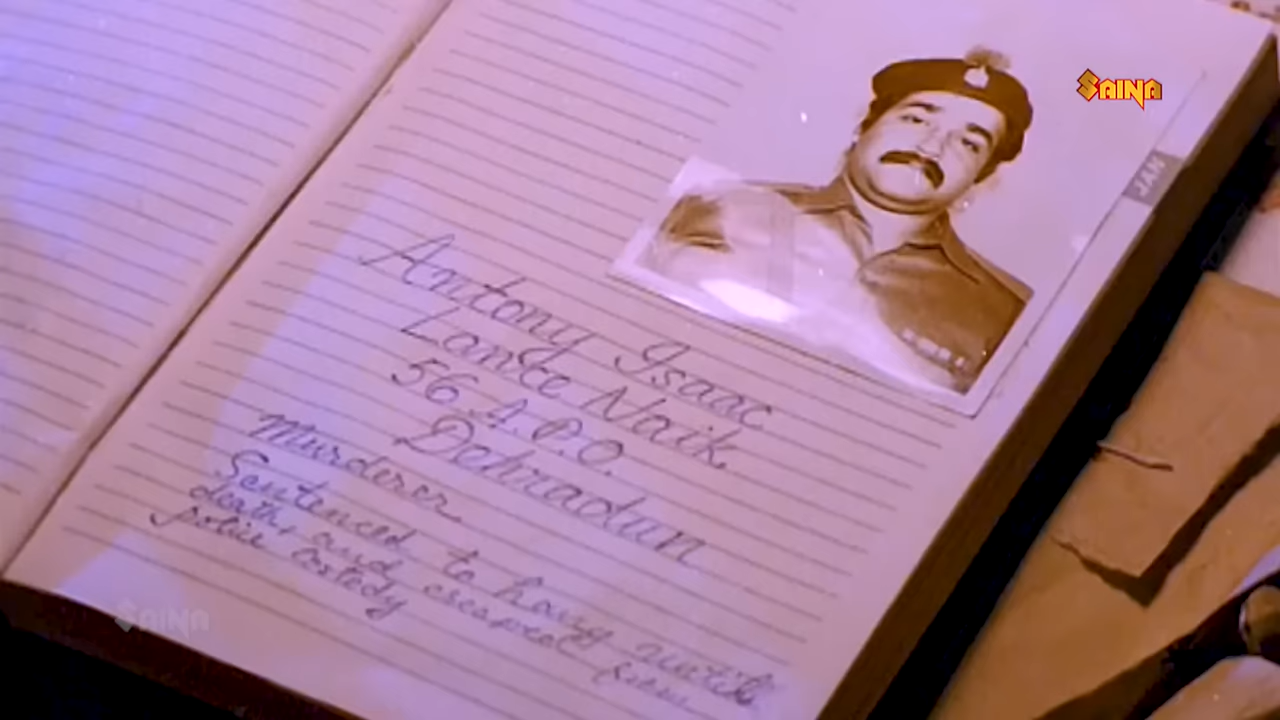 SAINA
JAN
Antony Isaac
Lance Naik.
56 A.P.O.
Dehradun
Murderer.
Sentenced to hang until
death, and escaped from
police custody
SAINA